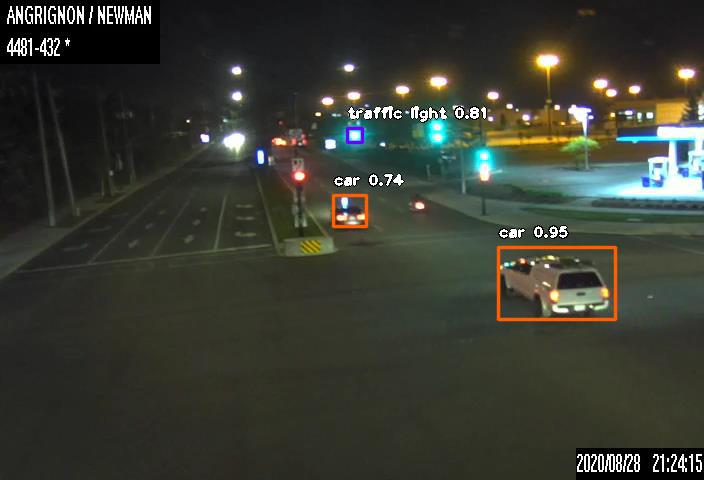 ANGRIGNON / NEWMAN
4481-432 *
traffic light 0.81
car 0.74
car 0.95
2020/08/28 21:24:15